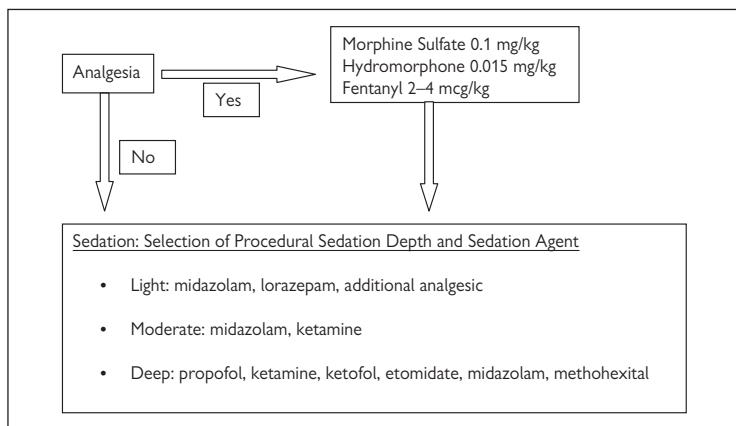 Analgesia
Yes
Morphine Sulfate 0.1 mg/kg
Hydromorphone 0.015 mg/kg
Fentanyl 2–4 mcg/kg
No
Sedation: Selection of Procedural Sedation Depth and Sedation Agent
• Light: midazolam, lorazepam, additional analgesic
• Moderate: midazolam, ketamine
• Deep: propofol, ketamine, ketofol, etomidate, midazolam, methohexital